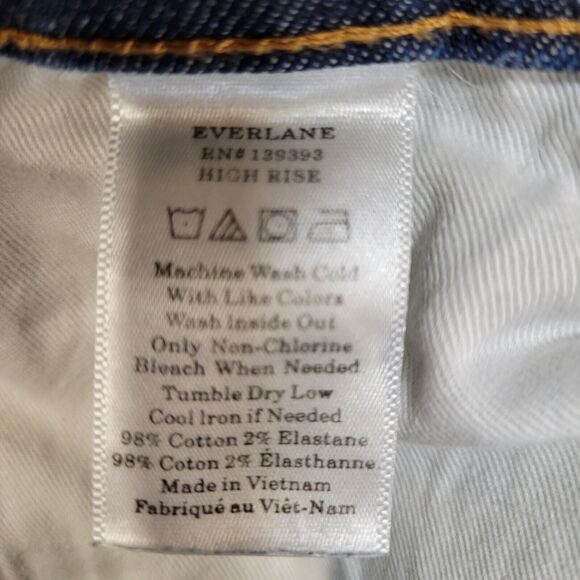 EVERLANE
RN# 139393
HIGH RISE
Machine Wash Cold
With Like Colors
Wash Inside Out
Only Non-Chlorine
Bleach When Needed
Tumble Dry Low
Cool Iron if Needed
98% Cotton 2% Elastane
98% Coton 2% Élasthanne
Made in Vietnam
Fabriqué au Viêt-Nam